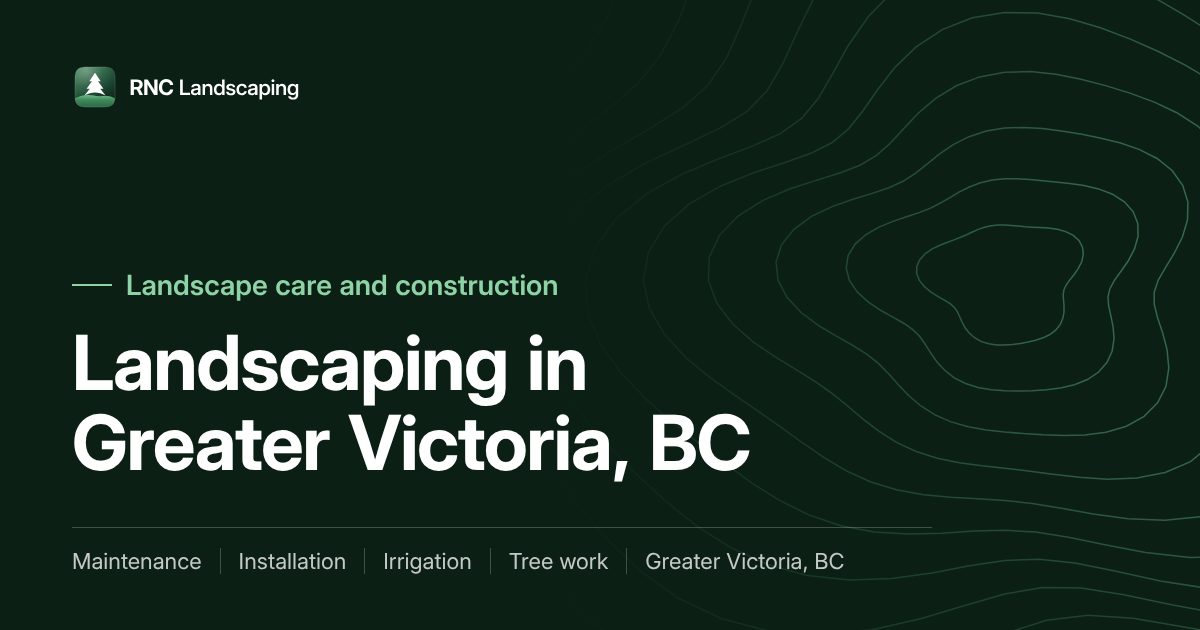 RNC Landscaping
Landscape care and construction
Landscaping in
Greater Victoria, BC
Maintenance Installation Irrigation Tree work Greater Victoria, BC